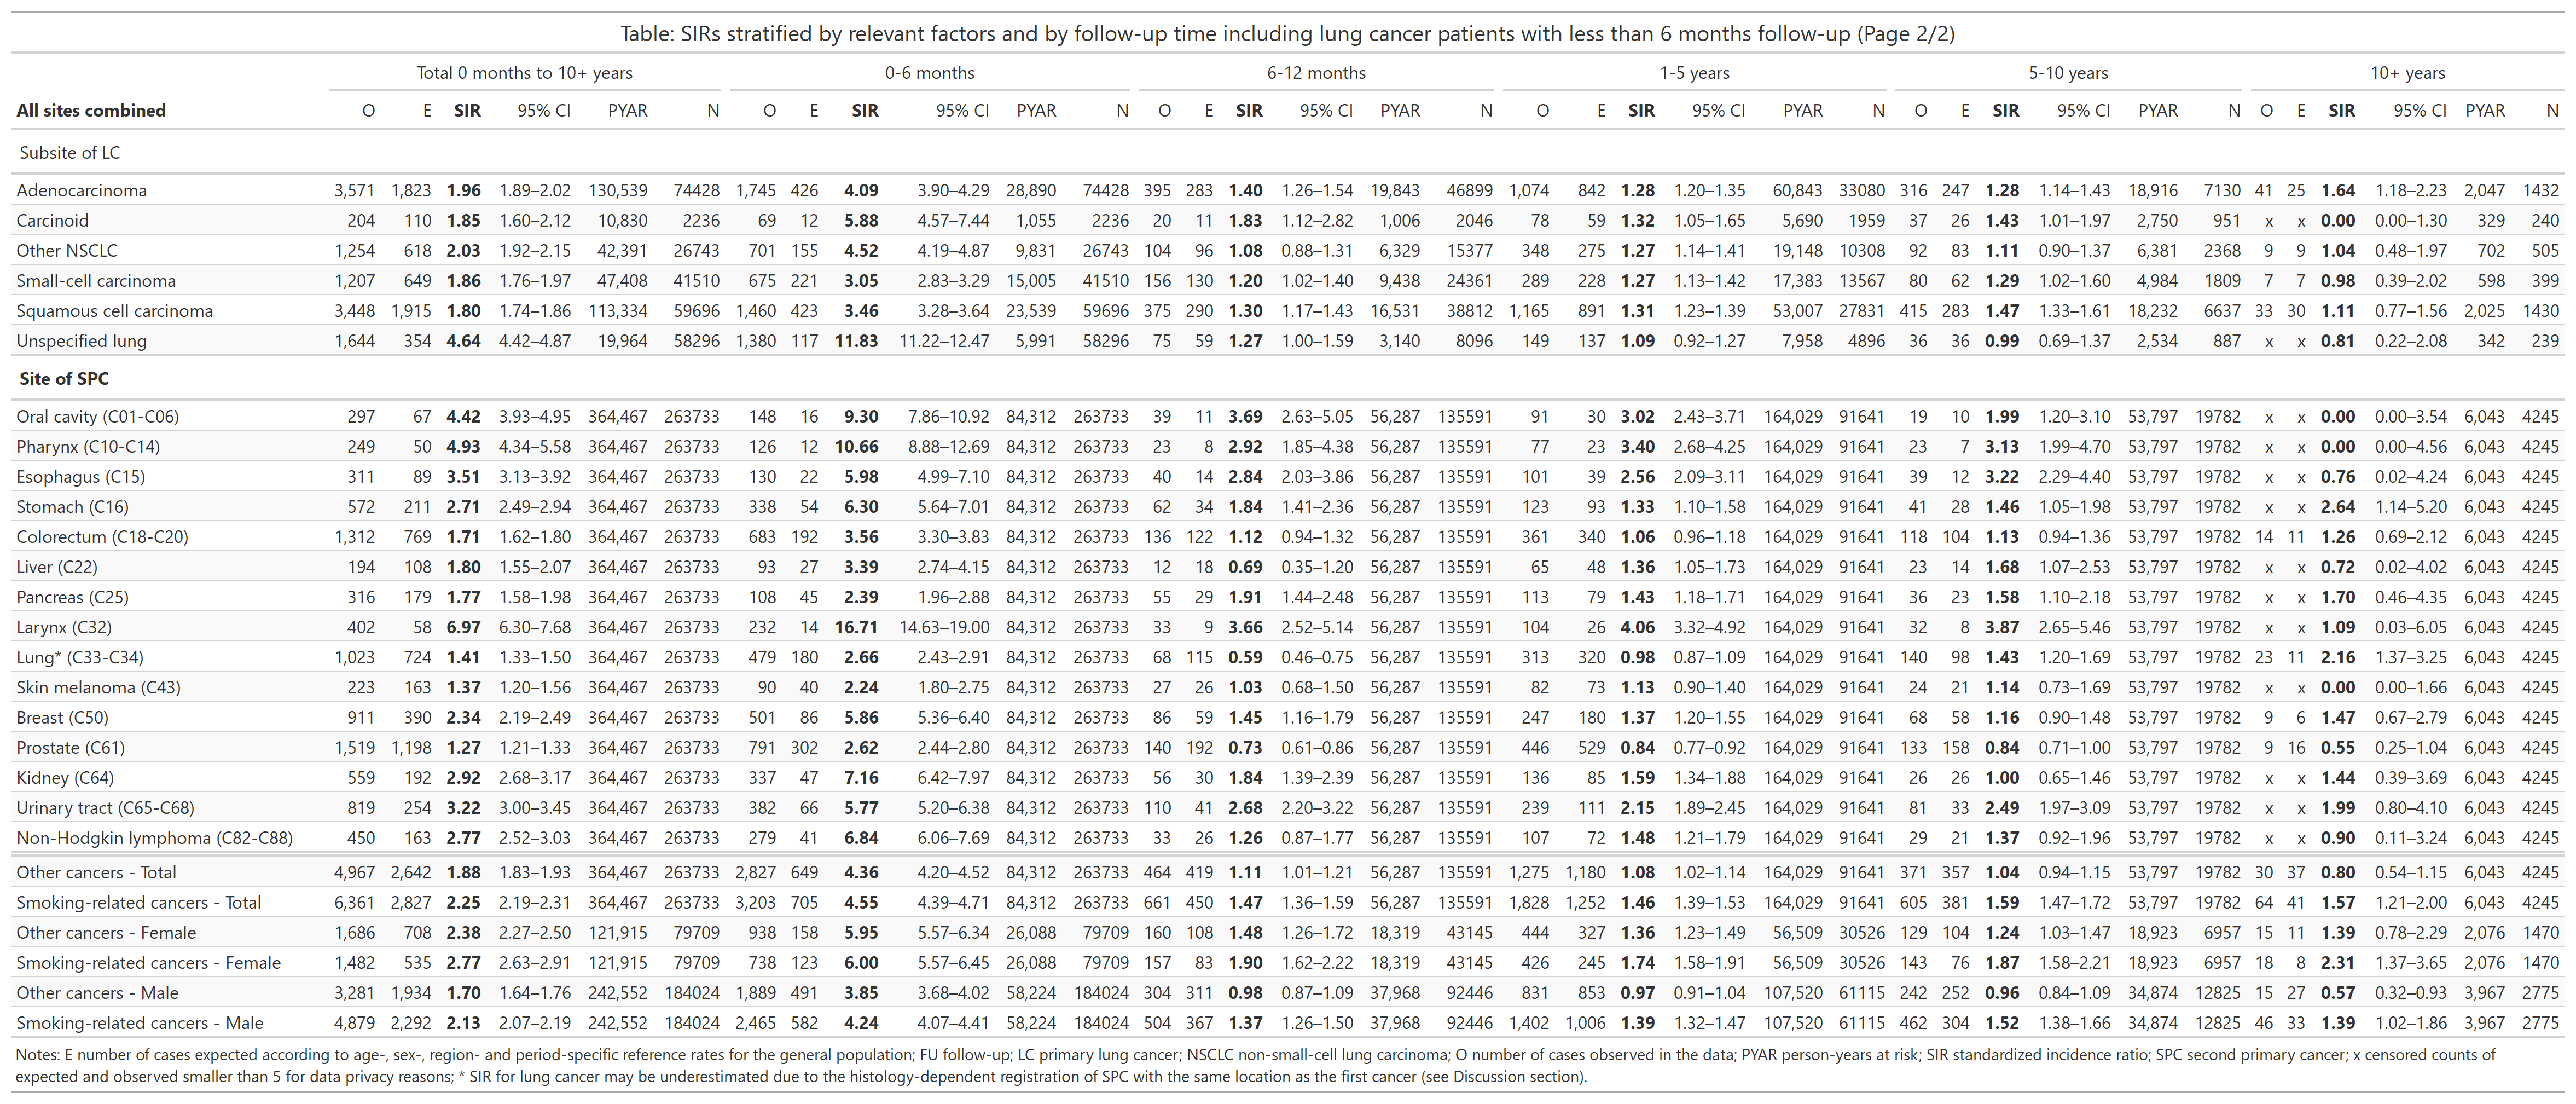 Table: SIRs stratified by relevant factors and by follow-up time including lung cancer patients with less than 6 months follow-up (Page 2/2)
Total 0 months to 10+ years 0-6 months 6-12 months 1-5 years 5-10 years 10+ years
All sites combined O E SIR 95% CI PYAR N O E SIR 95% CI PYAR N O E SIR 95% CI PYAR N O E SIR 95% CI PYAR N O E SIR 95% CI PYAR N O E SIR 95% CI PYAR N
Subsite of LC
Adenocarcinoma 3,571 1,823 1.96 1.89–2.02 130,539 74428 1,745 426 4.09 3.90–4.29 28,890 74428 395 283 1.40 1.26–1.54 19,843 46899 1,074 842 1.28 1.20–1.35 60,843 33080 316 247 1.28 1.14–1.43 18,916 7130 41 25 1.64 1.18–2.23 2,047 1432
Carcinoid 204 110 1.85 1.60–2.12 10,830 2236 69 12 5.88 4.57–7.44 1,055 2236 20 11 1.83 1.12–2.82 1,006 2046 78 59 1.32 1.05–1.65 5,690 1959 37 26 1.43 1.01–1.97 2,750 951 x x 0.00 0.00–1.30 329 240
Other NSCLC 1,254 618 2.03 1.92–2.15 42,391 26743 701 155 4.52 4.19–4.87 9,831 26743 104 96 1.08 0.88–1.31 6,329 15377 348 275 1.27 1.14–1.41 19,148 10308 92 83 1.11 0.90–1.37 6,381 2368 9 9 1.04 0.48–1.97 702 505
Small-cell carcinoma 1,207 649 1.86 1.76–1.97 47,408 41510 675 221 3.05 2.83–3.29 15,005 41510 156 130 1.20 1.02–1.40 9,438 24361 289 228 1.27 1.13–1.42 17,383 13567 80 62 1.29 1.02–1.60 4,984 1809 7 7 0.98 0.39–2.02 598 399
Squamous cell carcinoma 3,448 1,915 1.80 1.74–1.86 113,334 59696 1,460 423 3.46 3.28–3.64 23,539 59696 375 290 1.30 1.17–1.43 16,531 38812 1,165 891 1.31 1.23–1.39 53,007 27831 415 283 1.47 1.33–1.61 18,232 6637 33 30 1.11 0.77–1.56 2,025 1430
Unspecified lung 1,644 354 4.64 4.42–4.87 19,964 58296 1,380 117 11.83 11.22–12.47 5,991 58296 75 59 1.27 1.00–1.59 3,140 8096 149 137 1.09 0.92–1.27 7,958 4896 36 36 0.99 0.69–1.37 2,534 887 x x 0.81 0.22–2.08 342 239
Site of SPC
Oral cavity (C01-C06) 297 67 4.42 3.93–4.95 364,467 263733 148 16 9.30 7.86–10.92 84,312 263733 39 11 3.69 2.63–5.05 56,287 135591 91 30 3.02 2.43–3.71 164,029 91641 19 10 1.99 1.20–3.10 53,797 19782 x x 0.00 0.00–3.54 6,043 4245
Pharynx (C10-C14) 249 50 4.93 4.34–5.58 364,467 263733 126 12 10.66 8.88–12.69 84,312 263733 23 8 2.92 1.85–4.38 56,287 135591 77 23 3.40 2.68–4.25 164,029 91641 23 7 3.13 1.99–4.70 53,797 19782 x x 0.00 0.00–4.56 6,043 4245
Esophagus (C15) 311 89 3.51 3.13–3.92 364,467 263733 130 22 5.98 4.99–7.10 84,312 263733 40 14 2.84 2.03–3.86 56,287 135591 101 39 2.56 2.09–3.11 164,029 91641 39 12 3.22 2.29–4.40 53,797 19782 x x 0.76 0.02–4.24 6,043 4245
Stomach (C16) 572 211 2.71 2.49–2.94 364,467 263733 338 54 6.30 5.64–7.01 84,312 263733 62 34 1.84 1.41–2.36 56,287 135591 123 93 1.33 1.10–1.58 164,029 91641 41 28 1.46 1.05–1.98 53,797 19782 x x 2.64 1.14–5.20 6,043 4245
Colorectum (C18-C20) 1,312 769 1.71 1.62–1.80 364,467 263733 683 192 3.56 3.30–3.83 84,312 263733 136 122 1.12 0.94–1.32 56,287 135591 361 340 1.06 0.96–1.18 164,029 91641 118 104 1.13 0.94–1.36 53,797 19782 14 11 1.26 0.69–2.12 6,043 4245
Liver (C22) 194 108 1.80 1.55–2.07 364,467 263733 93 27 3.39 2.74–4.15 84,312 263733 12 18 0.69 0.35–1.20 56,287 135591 65 48 1.36 1.05–1.73 164,029 91641 23 14 1.68 1.07–2.53 53,797 19782 x x 0.72 0.02–4.02 6,043 4245
Pancreas (C25) 316 179 1.77 1.58–1.98 364,467 263733 108 45 2.39 1.96–2.88 84,312 263733 55 29 1.91 1.44–2.48 56,287 135591 113 79 1.43 1.18–1.71 164,029 91641 36 23 1.58 1.10–2.18 53,797 19782 x x 1.70 0.46–4.35 6,043 4245
Larynx (C32) 402 58 6.97 6.30–7.68 364,467 263733 232 14 16.71 14.63–19.00 84,312 263733 33 9 3.66 2.52–5.14 56,287 135591 104 26 4.06 3.32–4.92 164,029 91641 32 8 3.87 2.65–5.46 53,797 19782 x x 1.09 0.03–6.05 6,043 4245
Lung* (C33-C34) 1,023 724 1.41 1.33–1.50 364,467 263733 479 180 2.66 2.43–2.91 84,312 263733 68 115 0.59 0.46–0.75 56,287 135591 313 320 0.98 0.87–1.09 164,029 91641 140 98 1.43 1.20–1.69 53,797 19782 23 11 2.16 1.37–3.25 6,043 4245
Skin melanoma (C43) 223 163 1.37 1.20–1.56 364,467 263733 90 40 2.24 1.80–2.75 84,312 263733 27 26 1.03 0.68–1.50 56,287 135591 82 73 1.13 0.90–1.40 164,029 91641 24 21 1.14 0.73–1.69 53,797 19782 x x 0.00 0.00–1.66 6,043 4245
Breast (C50) 911 390 2.34 2.19–2.49 364,467 263733 501 86 5.86 5.36–6.40 84,312 263733 86 59 1.45 1.16–1.79 56,287 135591 247 180 1.37 1.20–1.55 164,029 91641 68 58 1.16 0.90–1.48 53,797 19782 9 6 1.47 0.67–2.79 6,043 4245
Prostate (C61) 1,519 1,198 1.27 1.21–1.33 364,467 263733 791 302 2.62 2.44–2.80 84,312 263733 140 192 0.73 0.61–0.86 56,287 135591 446 529 0.84 0.77–0.92 164,029 91641 133 158 0.84 0.71–1.00 53,797 19782 9 16 0.55 0.25–1.04 6,043 4245
Kidney (C64) 559 192 2.92 2.68–3.17 364,467 263733 337 47 7.16 6.42–7.97 84,312 263733 56 30 1.84 1.39–2.39 56,287 135591 136 85 1.59 1.34–1.88 164,029 91641 26 26 1.00 0.65–1.46 53,797 19782 x x 1.44 0.39–3.69 6,043 4245
Urinary tract (C65-C68) 819 254 3.22 3.00–3.45 364,467 263733 382 66 5.77 5.20–6.38 84,312 263733 110 41 2.68 2.20–3.22 56,287 135591 239 111 2.15 1.89–2.45 164,029 91641 81 33 2.49 1.97–3.09 53,797 19782 x x 1.99 0.80–4.10 6,043 4245
Non-Hodgkin lymphoma (C82-C88) 450 163 2.77 2.52–3.03 364,467 263733 279 41 6.84 6.06–7.69 84,312 263733 33 26 1.26 0.87–1.77 56,287 135591 107 72 1.48 1.21–1.79 164,029 91641 29 21 1.37 0.92–1.96 53,797 19782 x x 0.90 0.11–3.24 6,043 4245
Other cancers - Total 4,967 2,642 1.88 1.83–1.93 364,467 263733 2,827 649 4.36 4.20–4.52 84,312 263733 464 419 1.11 1.01–1.21 56,287 135591 1,275 1,180 1.08 1.02–1.14 164,029 91641 371 357 1.04 0.94–1.15 53,797 19782 30 37 0.80 0.54–1.15 6,043 4245
Smoking-related cancers - Total 6,361 2,827 2.25 2.19–2.31 364,467 263733 3,203 705 4.55 4.39–4.71 84,312 263733 661 450 1.47 1.36–1.59 56,287 135591 1,828 1,252 1.46 1.39–1.53 164,029 91641 605 381 1.59 1.47–1.72 53,797 19782 64 41 1.57 1.21–2.00 6,043 4245
Other cancers - Female 1,686 708 2.38 2.27–2.50 121,915 79709 938 158 5.95 5.57–6.34 26,088 79709 160 108 1.48 1.26–1.72 18,319 43145 444 327 1.36 1.23–1.49 56,509 30526 129 104 1.24 1.03–1.47 18,923 6957 15 11 1.39 0.78–2.29 2,076 1470
Smoking-related cancers - Female 1,482 535 2.77 2.63–2.91 121,915 79709 738 123 6.00 5.57–6.45 26,088 79709 157 83 1.90 1.62–2.22 18,319 43145 426 245 1.74 1.58–1.91 56,509 30526 143 76 1.87 1.58–2.21 18,923 6957 18 8 2.31 1.37–3.65 2,076 1470
Other cancers - Male 3,281 1,934 1.70 1.64–1.76 242,552 184024 1,889 491 3.85 3.68–4.02 58,224 184024 304 311 0.98 0.87–1.09 37,968 92446 831 853 0.97 0.91–1.04 107,520 61115 242 252 0.96 0.84–1.09 34,874 12825 15 27 0.57 0.32–0.93 3,967 2775
Smoking-related cancers - Male 4,879 2,292 2.13 2.07–2.19 242,552 184024 2,465 582 4.24 4.07–4.41 58,224 184024 504 367 1.37 1.26–1.50 37,968 92446 1,402 1,006 1.39 1.32–1.47 107,520 61115 462 304 1.52 1.38–1.66 34,874 12825 46 33 1.39 1.02–1.86 3,967 2775
Notes: E number of cases expected according to age-, sex-, region- and period-specific reference rates for the general population; FU follow-up; LC primary lung cancer; NSCLC non-small-cell lung carcinoma; O number of cases observed in the data; PYAR person-years at risk; SIR standardized incidence ratio; SPC second primary cancer; x censored counts of
expected and observed smaller than 5 for data privacy reasons; * SIR for lung cancer may be underestimated due to the histology-dependent registration of SPC with the same location as the first cancer (see Discussion section).